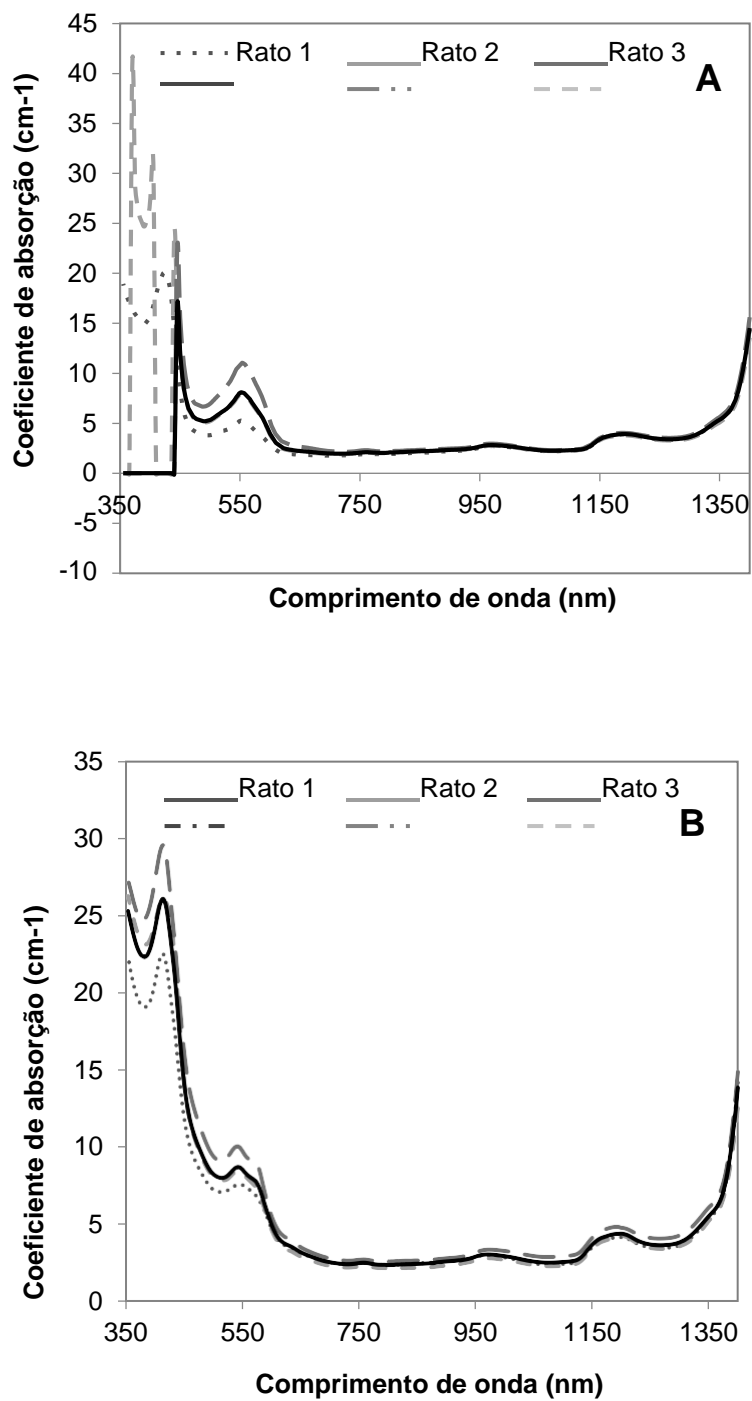 45
40
35
30
25
20
15
10
5
0
-5
-10
Coeficiente de absorção (cm-1)
Rato 1 Rato 2 Rato 3
A
350 550 750 950 1150 1350
Comprimento de onda (nm)
35
30
25
20
15
10
5
0
Coeficiente de absorção (cm-1)
Rato 1 Rato 2 Rato 3
B
350 550 750 950 1150 1350
Comprimento de onda (nm)